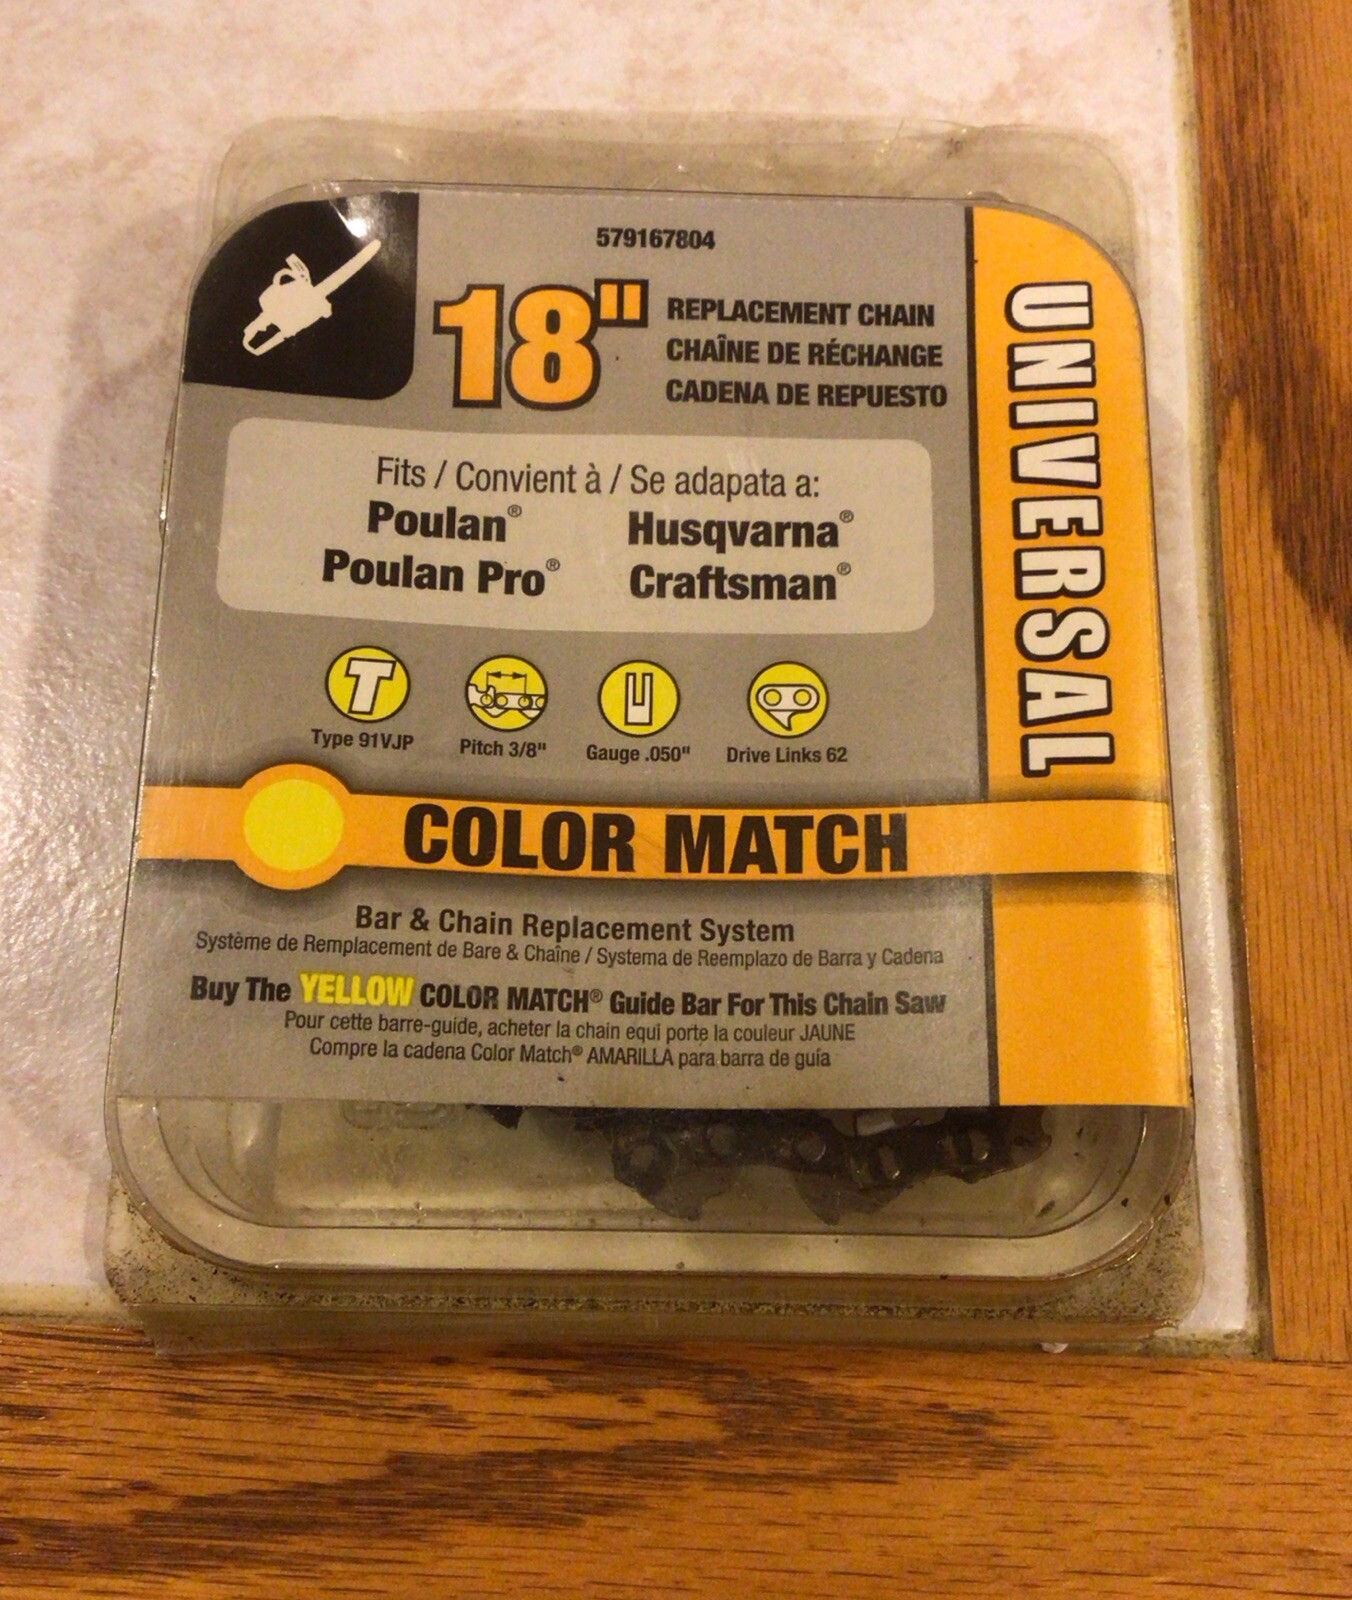 579167804
18"
REPLACEMENT CHAIN
CHAÎNE DE RÉCHANGE
CADENA DE REPUESTO
UNIVERSAL
Fits / Convient à / Se adapata a:
Poulan® Husqvarna®
Poulan Pro® Craftsman®
T
Type 91VJP Pitch 3/8" Gauge .050" Drive Links 62
COLOR MATCH
Bar & Chain Replacement System
Système de Remplacement de Bare & Chaîne / Systema de Reemplazo de Barra y Cadena
Buy The YELLOW COLOR MATCH® Guide Bar For This Chain Saw
Pour cette barre-guide, acheter la chain equi porte la couleur JAUNE
Compre la cadena Color Match® AMARILLA para barra de guía